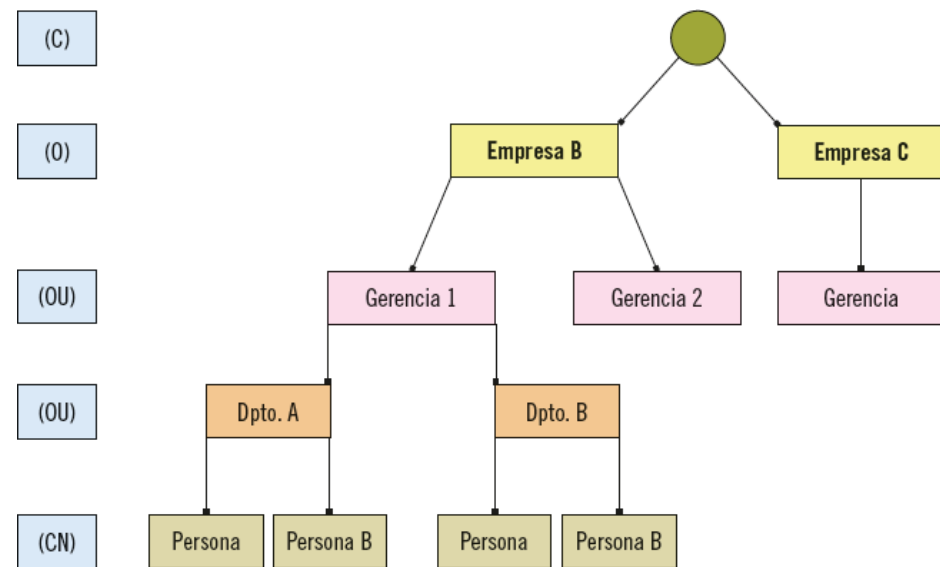 (C)
(O)
Empresa B
Empresa C
(OU)
Gerencia 1
Gerencia 2
Gerencia
(OU)
Dpto. A
Dpto. B
(CN)
Persona
Persona B
Persona
Persona B